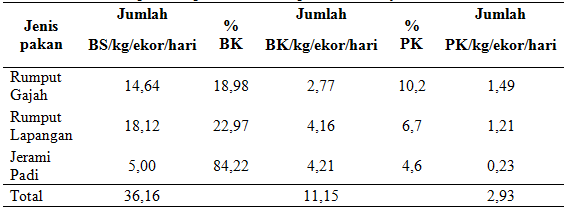 Jenis pakan Jumlah BS/kg/ekor/hari % BK Jumlah BK/kg/ekor/hari % PK Jumlah PK/kg/ekor/hari
Rumput Gajah 14,64 18,98 2,77 10,2 1,49
Rumput Lapangan 18,12 22,97 4,16 6,7 1,21
Jerami Padi 5,00 84,22 4,21 4,6 0,23
Total 36,16 11,15 2,93